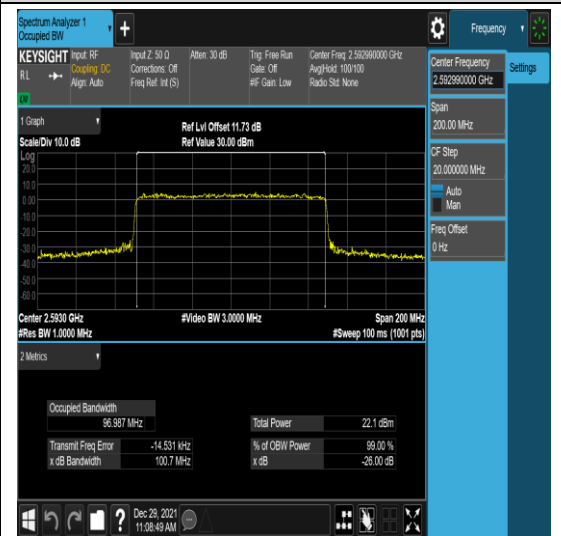 Spectrum Analyzer 1
Occupied BW
+
Frequency
KEYSIGHT
RL
Input: RF
Coupling: DC
Align: Auto
Input Z: 50 Ω
Corrections: Off
Freq Ref: Int (S)
Atten: 30 dB
Trig: Free Run
Gate: Off
#IF Gain: Low
Center Freq: 2.592990000 GHz
Avg|Hold: 100/100
Radio Std: None
Center Frequency
2.592990000 GHz
Settings
Span
200.00 MHz
CF Step
20.000000 MHz
Auto
Man
Freq Offset
0 Hz
1 Graph
Scale/Div 10.0 dB
Ref Lvl Offset 11.73 dB
Ref Value 30.00 dBm
Log
20.0
10.0
0.00
-10.0
-20.0
-30.0
-40.0
-50.0
-60.0
Center 2.5930 GHz
#Video BW 3.0000 MHz
Span 200 MHz
#Res BW 1.0000 MHz
#Sweep 100 ms (1001 pts)
2 Metrics
Occupied Bandwidth
96.987 MHz
Total Power 22.1 dBm
Transmit Freq Error -14.531 kHz
% of OBW Power 99.00 %
x dB Bandwidth 100.7 MHz
x dB -26.00 dB
?
Dec 29, 2021
11:08:49 AM